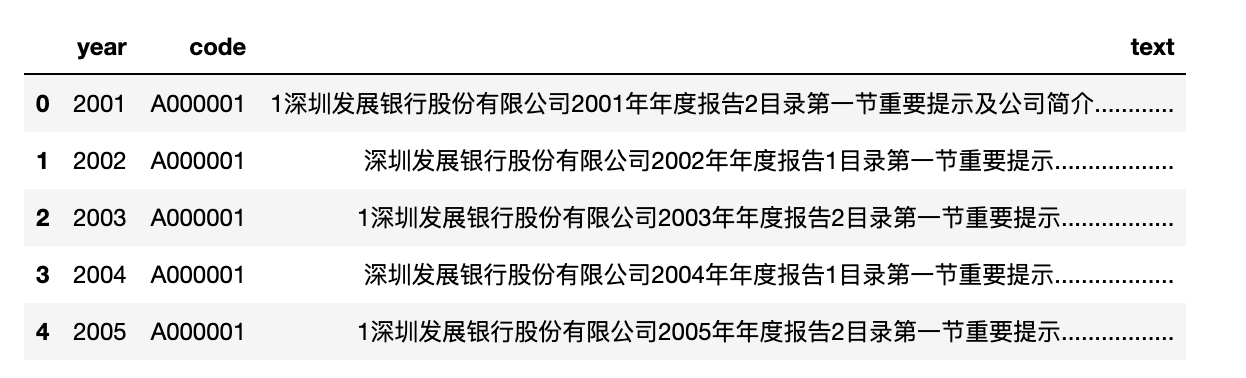 year code text
0 2001 A000001 1深圳发展银行股份有限公司2001年年度报告2目录第一节重要提示及公司简介............
1 2002 A000001 深圳发展银行股份有限公司2002年年度报告1目录第一节重要提示..................
2 2003 A000001 1深圳发展银行股份有限公司2003年年度报告2目录第一节重要提示.................
3 2004 A000001 深圳发展银行股份有限公司2004年年度报告1目录第一节重要提示..................
4 2005 A000001 1深圳发展银行股份有限公司2005年年度报告2目录第一节重要提示.................